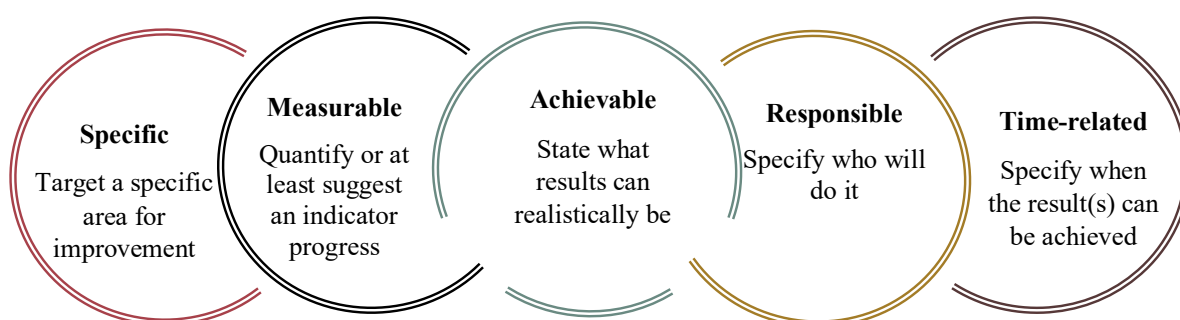 Specific
Target a specific
area for
improvement
Measurable
Quantify or at
least suggest
an indicator
progress
Achievable
State what
results can
realistically be
Responsible
Specify who will
do it
Time-related
Specify when
the result(s) can
be achieved